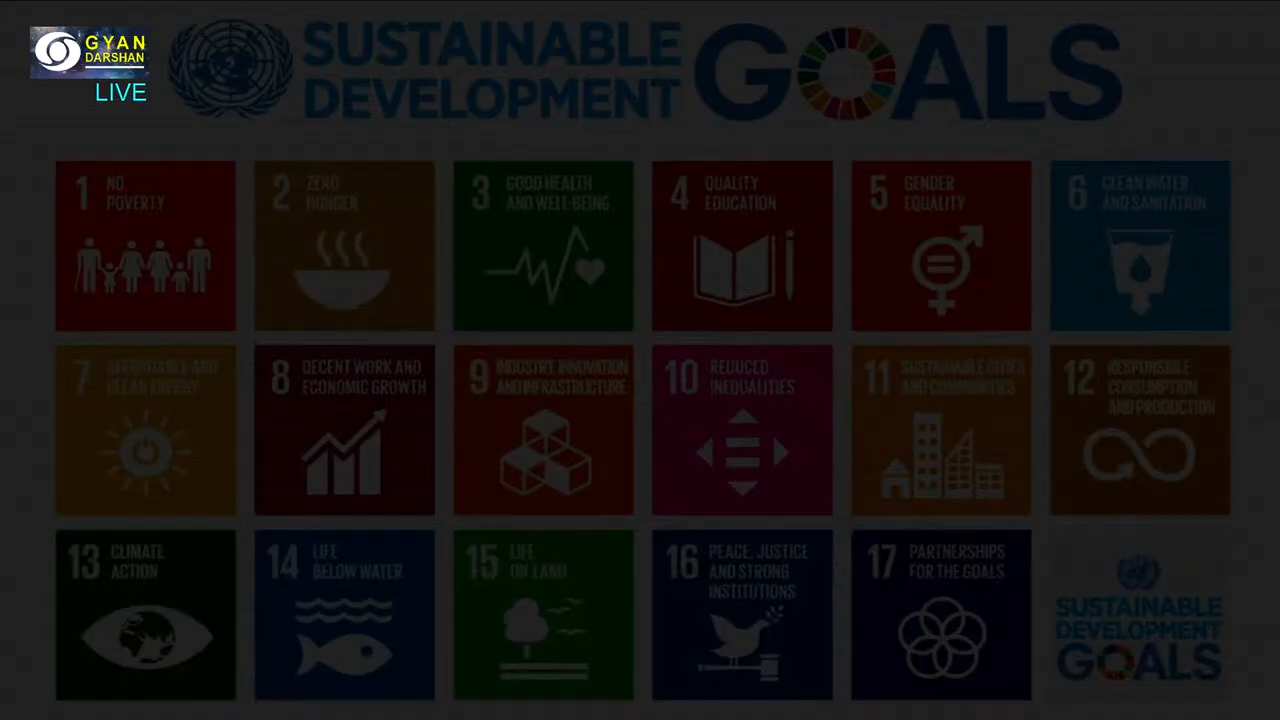 GYAN
DARSHAN
LIVE
SUSTAINABLE
DEVELOPMENT
GOALS
1 NO
POVERTY
2 ZERO
HUNGER
3 GOOD HEALTH
AND WELL-BEING
4 QUALITY
EDUCATION
5 GENDER
EQUALITY
6 CLEAN WATER
AND SANITATION
7 AFFORDABLE AND
CLEAN ENERGY
8 DECENT WORK AND
ECONOMIC GROWTH
9 INDUSTRY, INNOVATION
AND INFRASTRUCTURE
10 REDUCED
INEQUALITIES
11 SUSTAINABLE CITIES
AND COMMUNITIES
12 RESPONSIBLE
CONSUMPTION
AND PRODUCTION
13 CLIMATE
ACTION
14 LIFE
BELOW WATER
15 LIFE
ON LAND
16 PEACE, JUSTICE
AND STRONG
INSTITUTIONS
17 PARTNERSHIPS
FOR THE GOALS
SUSTAINABLE
DEVELOPMENT
GOALS